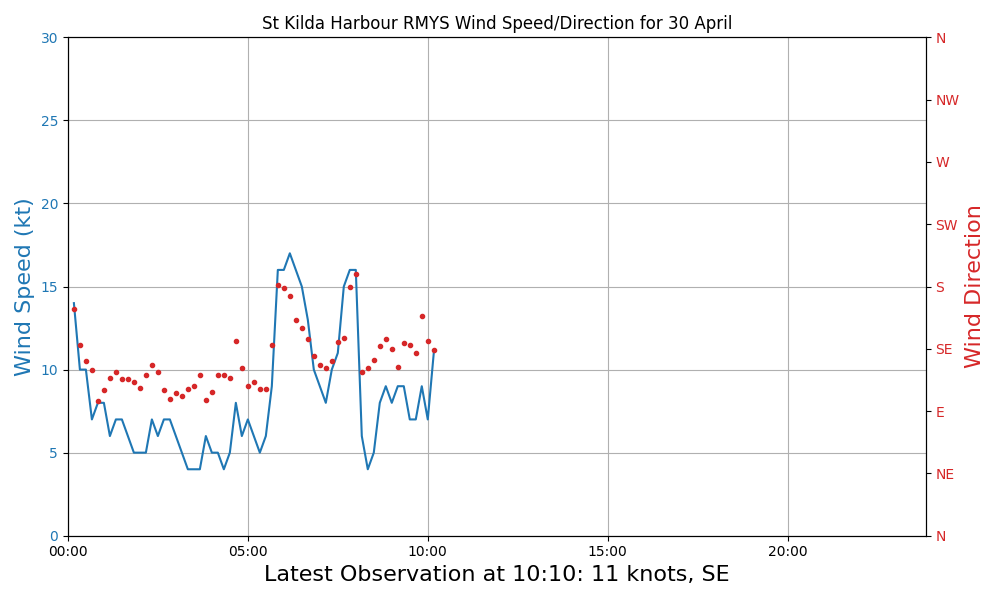 St Kilda Harbour RMYS Wind Speed/Direction for 30 April
Wind Speed (kt)
30
25
20
15
10
5
0
N
NW
W
SW
S
SE
E
NE
N
Wind Direction
00:00 05:00 10:00 15:00 20:00
Latest Observation at 10:10: 11 knots, SE